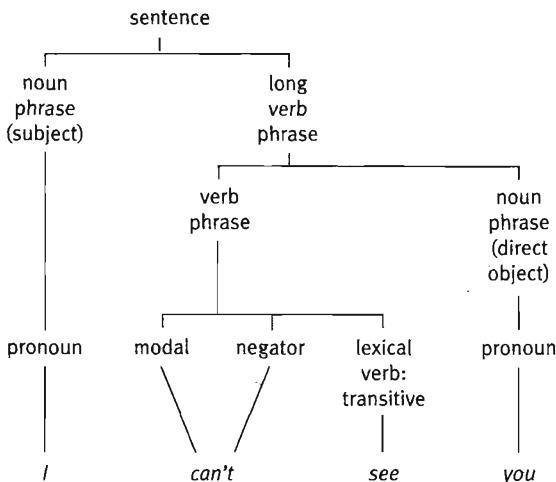 sentence
noun long
phrase verb
(subject) phrase
verb noun
phrase phrase
(direct
object)
pronoun modal negator lexical pronoun
verb:
transitive
I can't see you